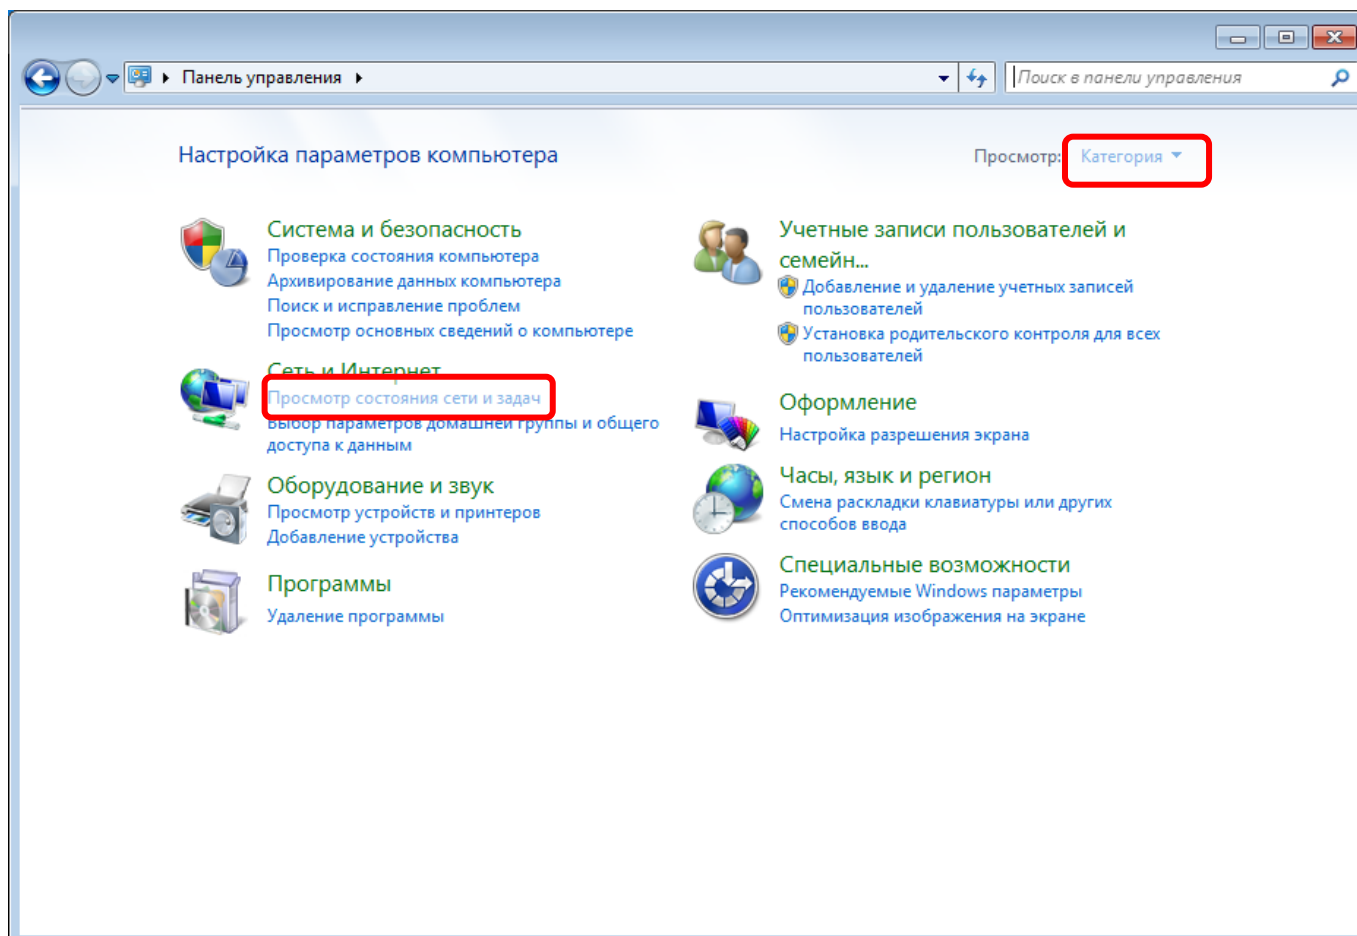 Панель управления
Поиск в панели управления
Настройка параметров компьютера
Просмотр: Категория
Система и безопасность
Проверка состояния компьютера
Архивирование данных компьютера
Поиск и исправление проблем
Просмотр основных сведений о компьютере
Сеть и Интернет
Просмотр состояния сети и задач
Выбор параметров домашней группы и общего
доступа к данным
Оборудование и звук
Просмотр устройств и принтеров
Добавление устройства
Программы
Удаление программы
Учетные записи пользователей и
семейн...
Добавление и удаление учетных записей
пользователей
Установка родительского контроля для всех
пользователей
Оформление
Настройка разрешения экрана
Часы, язык и регион
Смена раскладки клавиатуры или других
способов ввода
Специальные возможности
Рекомендуемые Windows параметры
Оптимизация изображения на экране